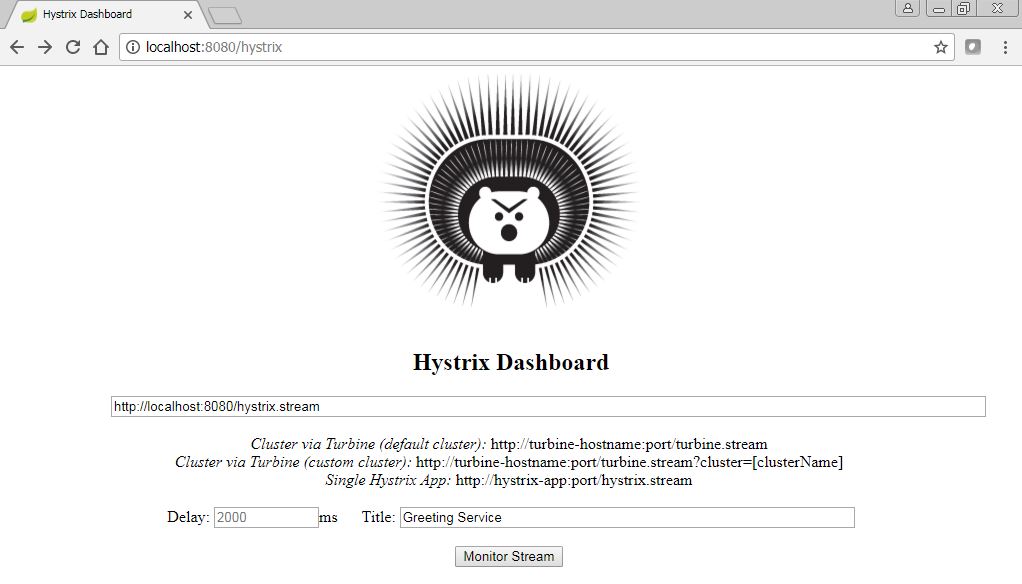 Hystrix Dashboard
localhost:8080/hystrix
Hystrix Dashboard
http://localhost:8080/hystrix.stream
Cluster via Turbine (default cluster): http://turbine-hostname:port/turbine.stream
Cluster via Turbine (custom cluster): http://turbine-hostname:port/turbine.stream?cluster=[clusterName]
Single Hystrix App: http://hystrix-app:port/hystrix.stream
Delay: 2000 ms Title: Greeting Service
Monitor Stream